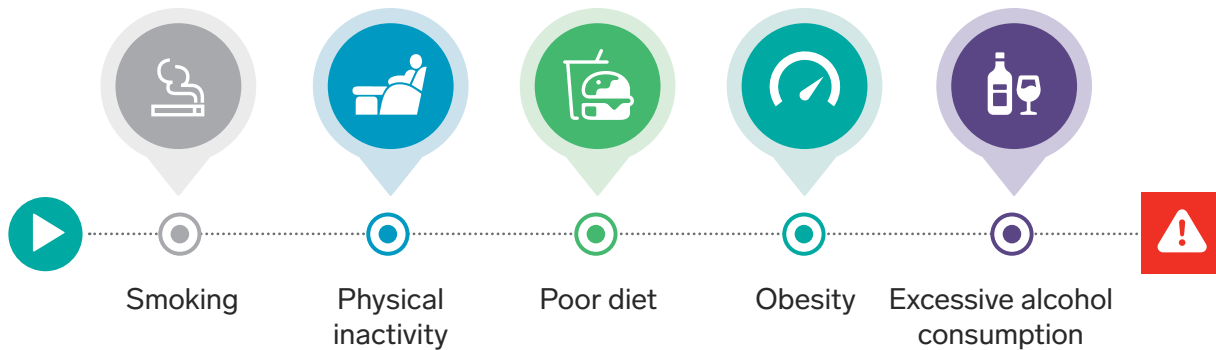 Smoking
Physical
inactivity
Poor diet
Obesity
Excessive alcohol
consumption